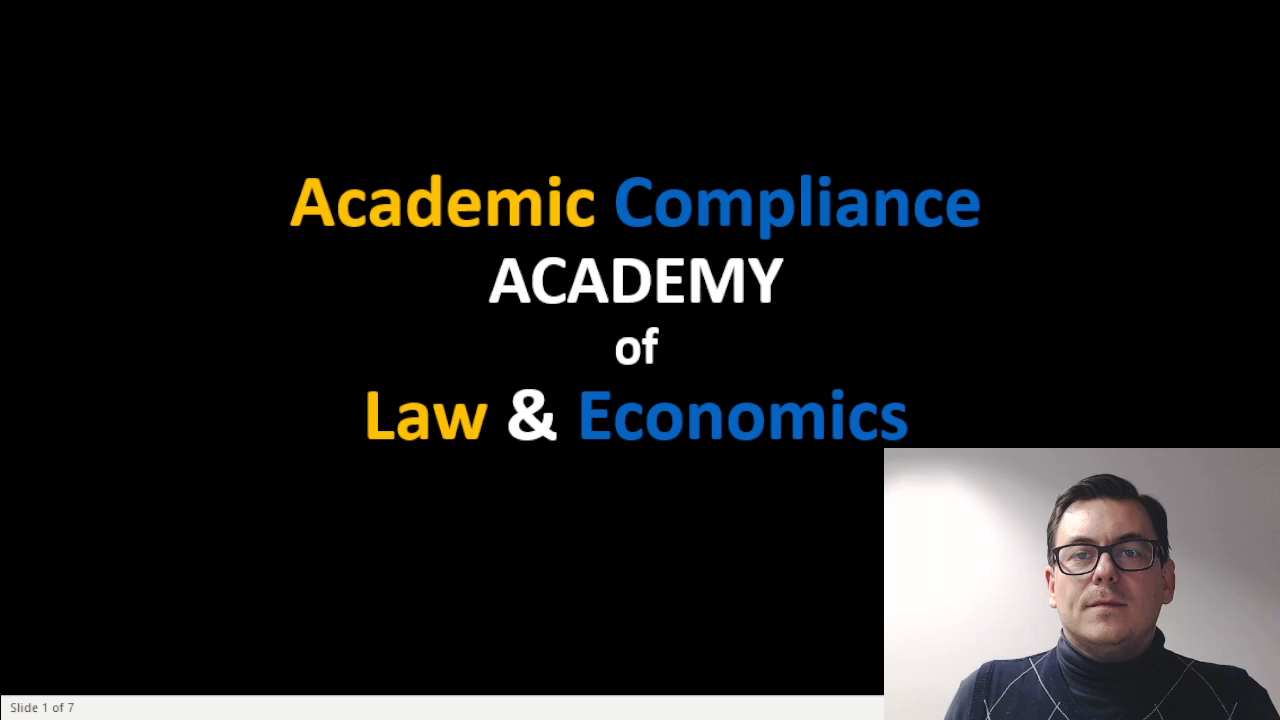 Academic Compliance
ACADEMY
of
Law & Economics
Slide 1 of 7